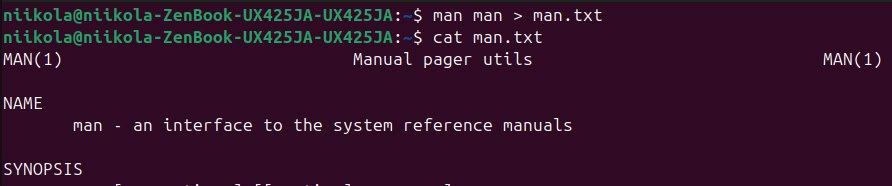 niikola@niikola-ZenBook-UX425JA-UX425JA:~$ man man > man.txt
niikola@niikola-ZenBook-UX425JA-UX425JA:~$ cat man.txt
MAN(1) Manual pager utils MAN(1)
NAME
man - an interface to the system reference manuals
SYNOPSIS